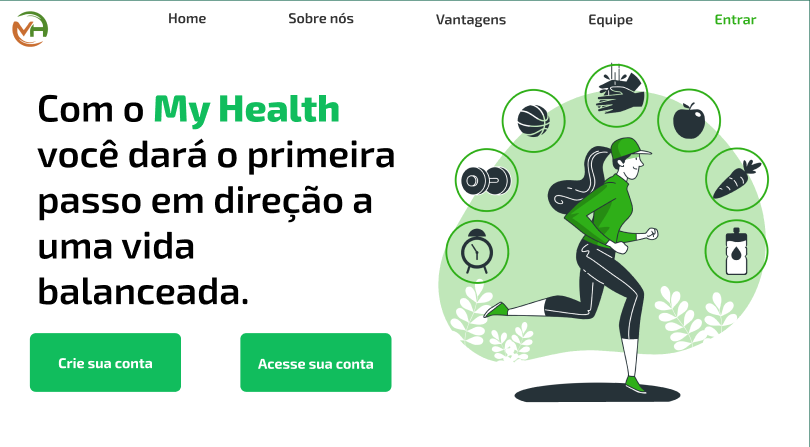 MH
Home
Sobre nós
Vantagens
Equipe
Entrar
Com o My Health
você dará o primeira
passo em direção a
uma vida
balanceada.
Crie sua conta
Acesse sua conta